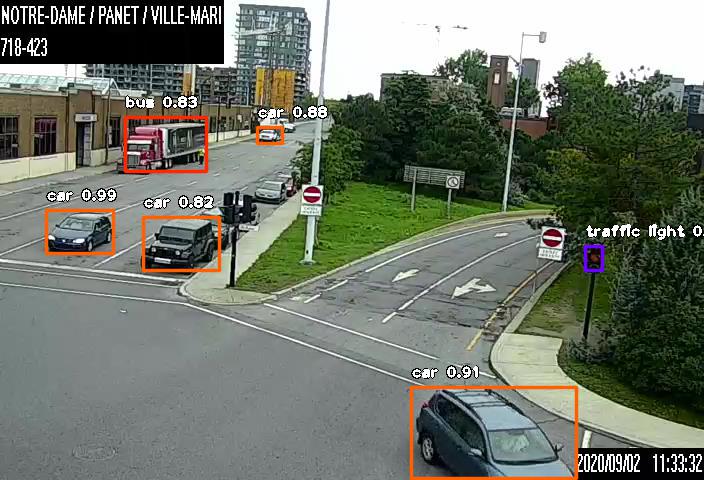 NOTRE-DAME / PANET / VILLE-MARI
718-423
bus 0.83
car 0.88
car 0.99
car 0.82
traffic light 0.
car 0.91
2020/09/02 11:33:32